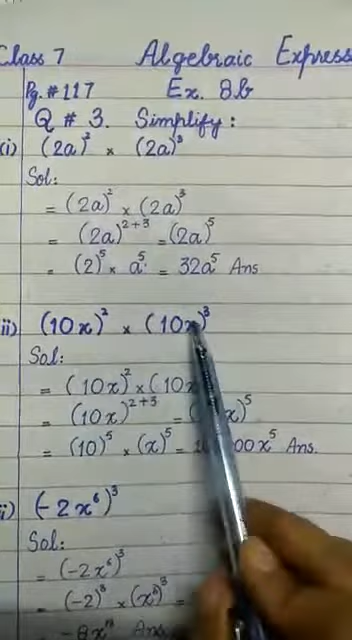 Class 7 Algebraic Express
Pg. # 117 Ex. 8b
Q # 3. Simplify:
(i) (2a)² × (2a)³
Sol:
= (2a)² × (2a)³
= (2a)²⁺³ = (2a)⁵
= (2)⁵ × a⁵ = 32a⁵ Ans
ii) (10x)² × (10x)³
Sol:
= (10x)² × (10x
= (10x)²⁺³ = x)⁵
= (10)⁵ × (x)⁵ = 00x⁵ Ans.
i) (-2x⁶)³
Sol:
= (-2x⁶)³
= (-2)³ × (x⁶)³ =
= -8x¹⁸ Ans